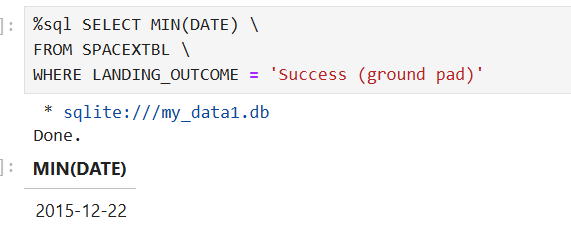 ]: %sql SELECT MIN(DATE) \
FROM SPACEXTBL \
WHERE LANDING_OUTCOME = 'Success (ground pad)'
* sqlite:///my_data1.db
Done.
]: MIN(DATE)
2015-12-22